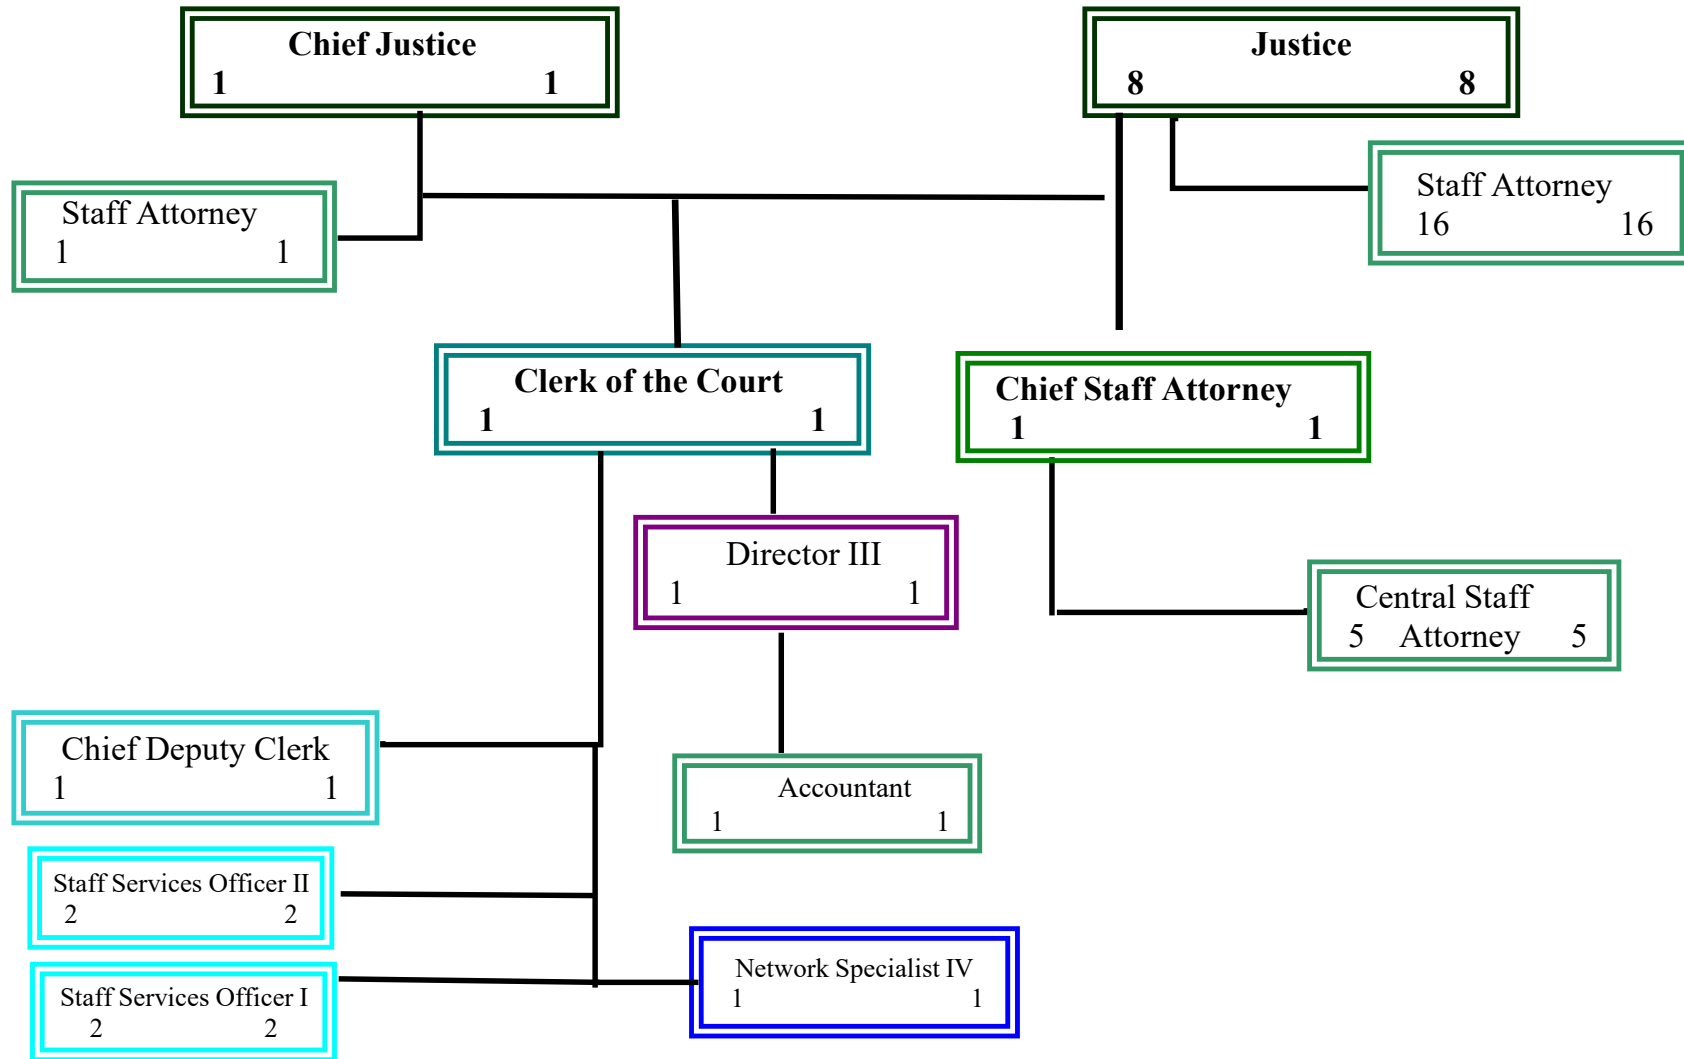 Chief Justice
1 1
Justice
8 8
Staff Attorney
1 1
Staff Attorney
16 16
Clerk of the Court
1 1
Chief Staff Attorney
1 1
Director III
1 1
Central Staff
5 Attorney 5
Chief Deputy Clerk
1 1
Accountant
1 1
Staff Services Officer II
2 2
Network Specialist IV
1 1
Staff Services Officer I
2 2